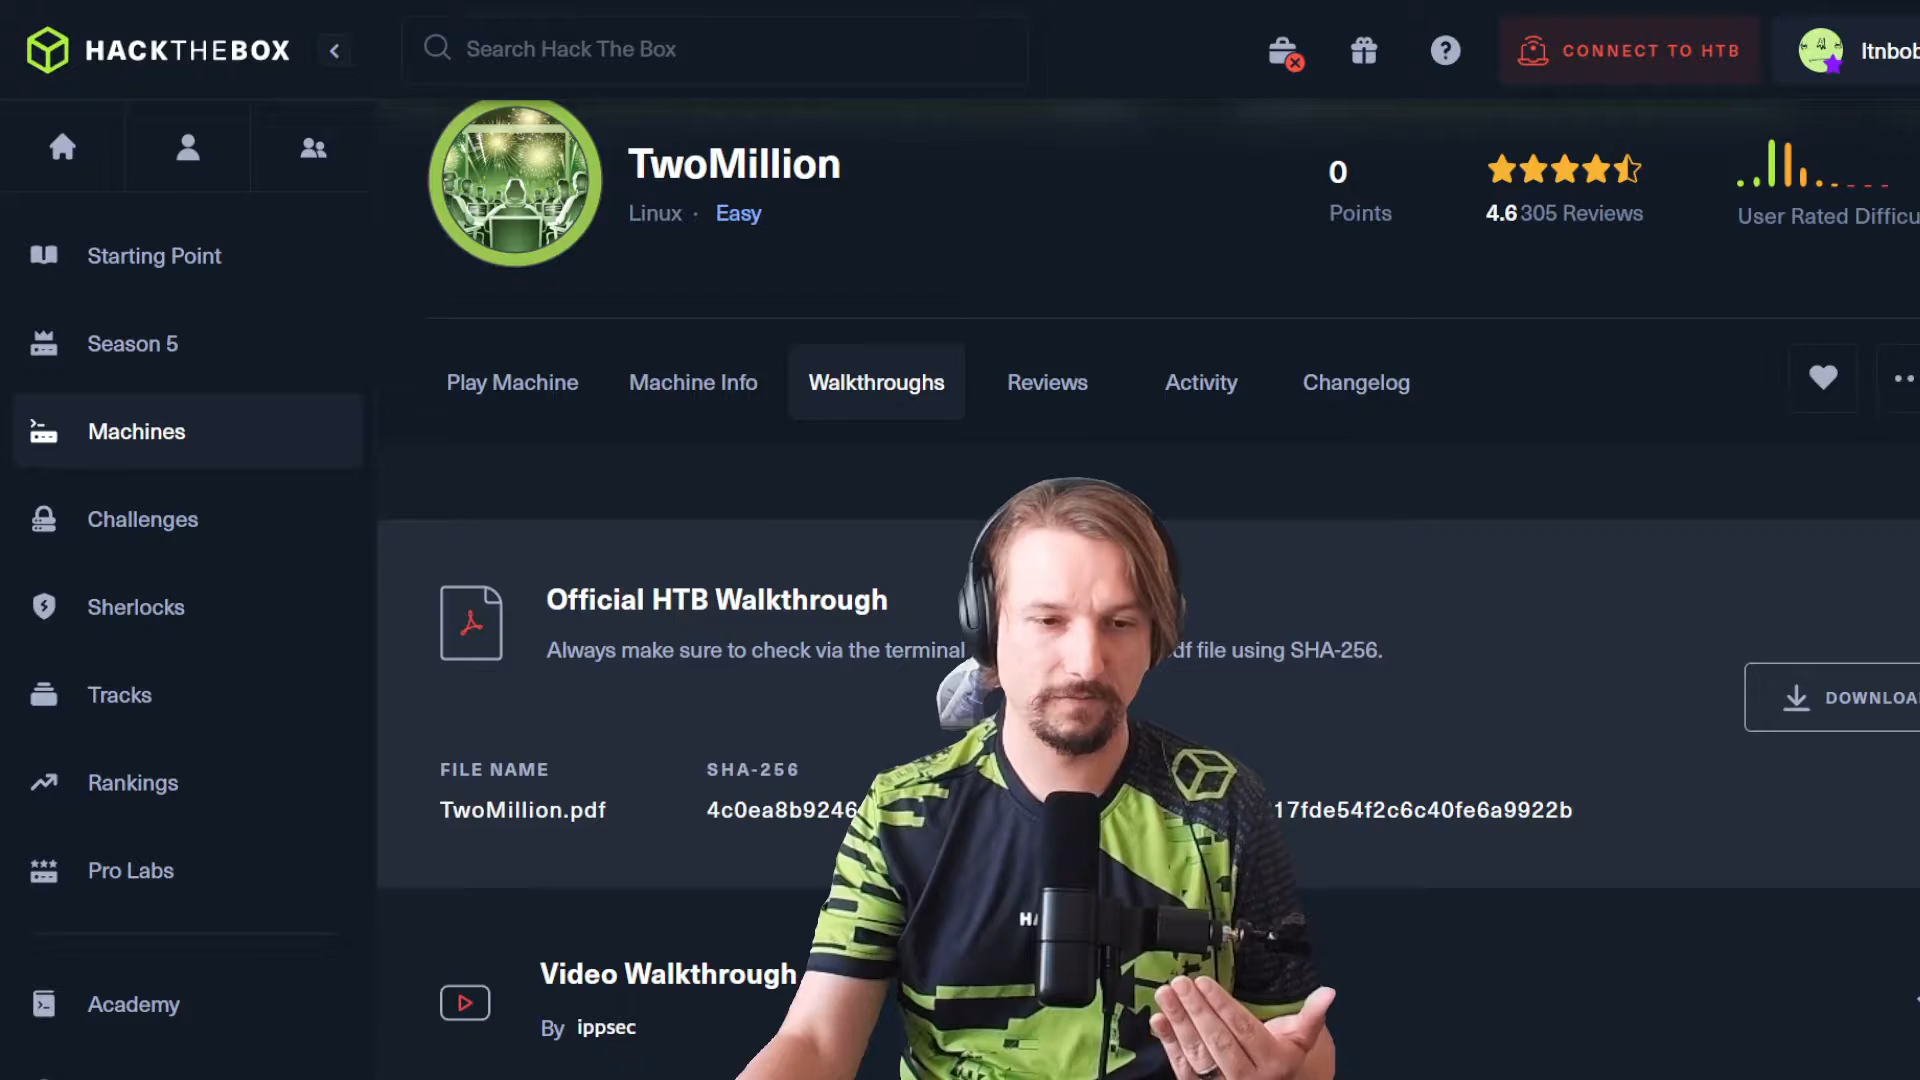 HACKTHEBOX
Search Hack The Box
CONNECT TO HTB
ltnbob
TwoMillion
Linux · Easy
0
Points
4.6 305 Reviews
User Rated Difficu
Starting Point
Season 5
Machines
Challenges
Sherlocks
Tracks
Rankings
Pro Labs
Academy
Play Machine
Machine Info
Walkthroughs
Reviews
Activity
Changelog
Official HTB Walkthrough
Always make sure to check via the terminal df file using SHA-256.
DOWNLOA
FILE NAME
SHA-256
TwoMillion.pdf
4c0ea8b9246 17fde54f2c6c40fe6a9922b
Video Walkthrough
By ippsec